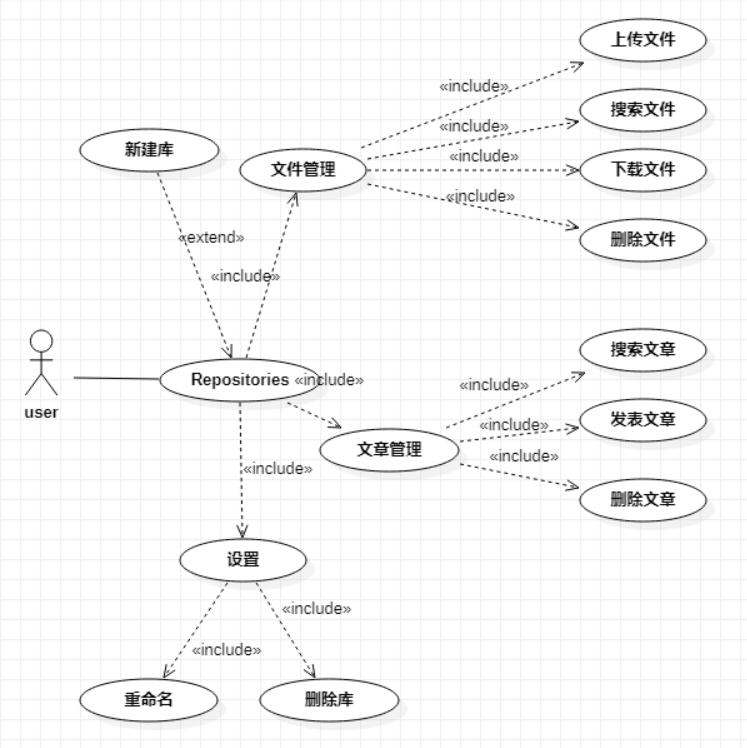 上传文件
«include»
搜索文件
«include»
新建库
文件管理
«include»
下载文件
«include»
删除文件
«extend»
«include»
user
Repositories
«include»
搜索文章
«include»
文章管理
«include»
发表文章
«include»
删除文章
«include»
设置
«include»
«include»
重命名
删除库